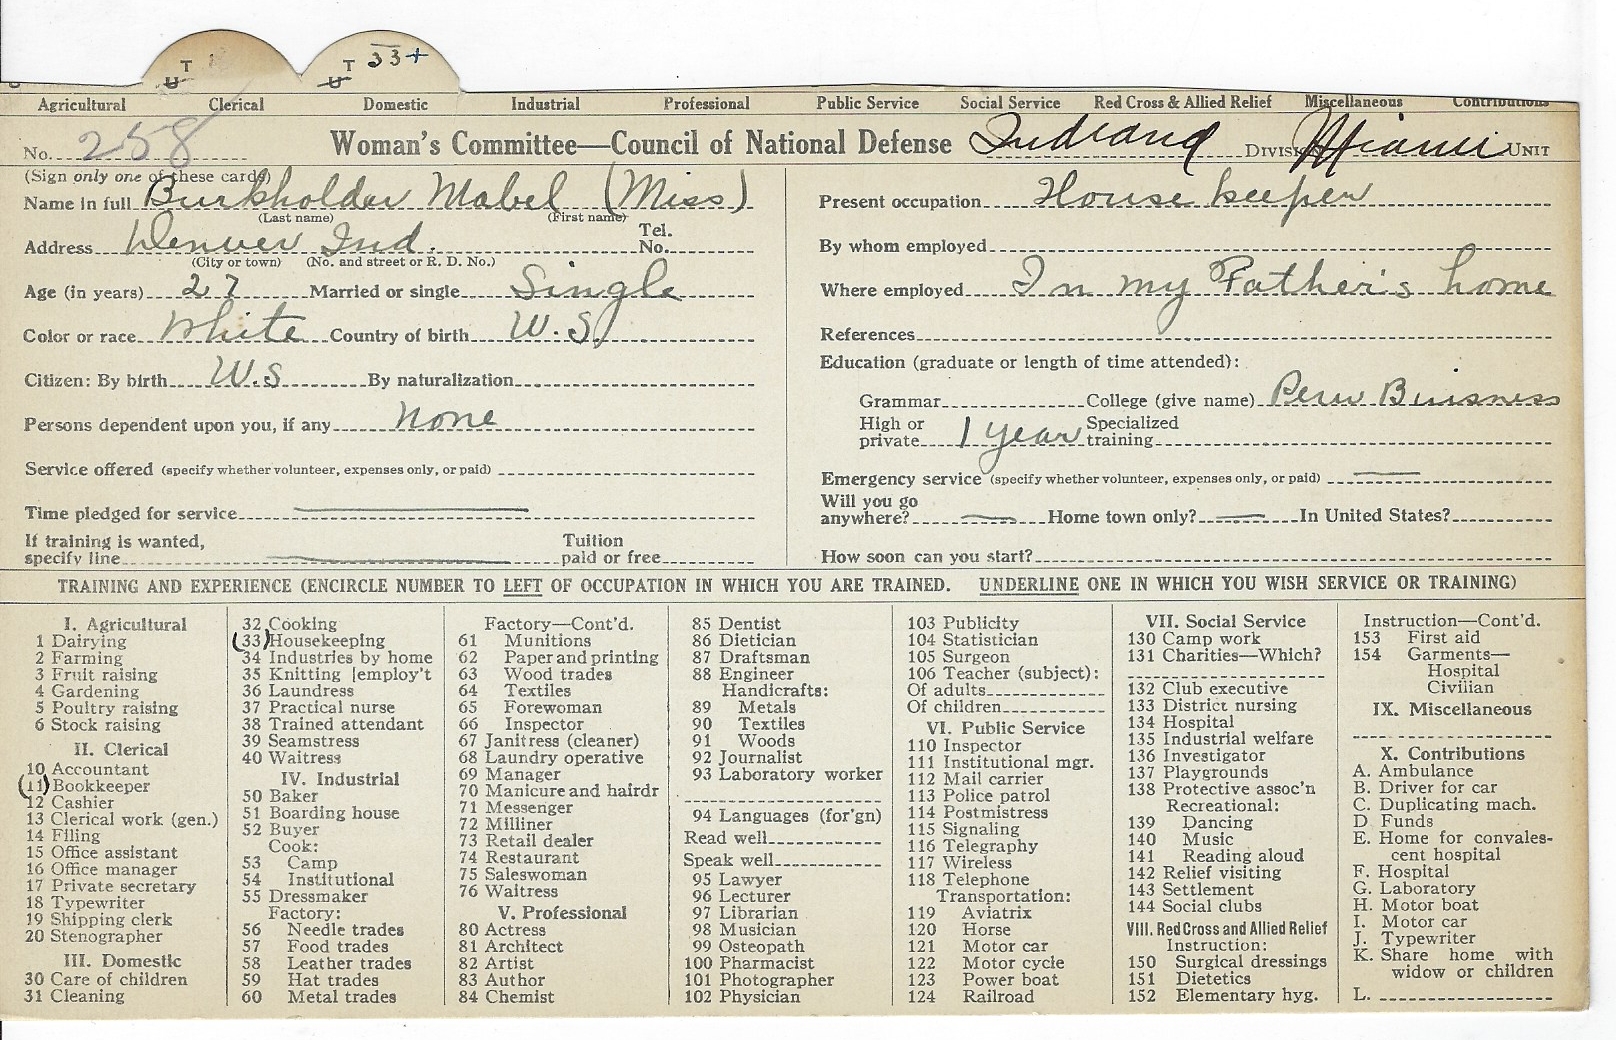 T
U
T 33+
U
Agricultural Clerical Domestic Industrial Professional Public Service Social Service Red Cross & Allied Relief Miscellaneous Contributions
No. 258 Woman's Committee—Council of National Defense Indiana DIVISION Miami UNIT
(Sign only one of these cards)
Name in full Burkholder Mabel (Miss)
(Last name) (First name)
Address Denver Ind. Tel. No.
(City or town) (No. and street or R. D. No.)
Age (in years) 27 Married or single Single
Color or race White Country of birth U.S.
Citizen: By birth U.S By naturalization
Persons dependent upon you, if any None
Service offered (specify whether volunteer, expenses only, or paid)
Time pledged for service
If training is wanted, specify line Tuition paid or free
Present occupation House keeper
By whom employed
Where employed In my Father's home
References
Education (graduate or length of time attended):
Grammar College (give name) Peru Buisness
High or private 1 year Specialized training
Emergency service (specify whether volunteer, expenses only, or paid)
Will you go anywhere? Home town only? In United States?
How soon can you start?
TRAINING AND EXPERIENCE (ENCIRCLE NUMBER TO LEFT OF OCCUPATION IN WHICH YOU ARE TRAINED. UNDERLINE ONE IN WHICH YOU WISH SERVICE OR TRAINING)
I. Agricultural
1 Dairying
2 Farming
3 Fruit raising
4 Gardening
5 Poultry raising
6 Stock raising
II. Clerical
10 Accountant
(11) Bookkeeper
12 Cashier
13 Clerical work (gen.)
14 Filing
15 Office assistant
16 Office manager
17 Private secretary
18 Typewriter
19 Shipping clerk
20 Stenographer
III. Domestic
30 Care of children
31 Cleaning
32 Cooking
(33) Housekeeping
34 Industries by home
35 Knitting [employ't
36 Laundress
37 Practical nurse
38 Trained attendant
39 Seamstress
40 Waitress
IV. Industrial
50 Baker
51 Boarding house
52 Buyer
Cook:
53 Camp
54 Institutional
55 Dressmaker
Factory:
56 Needle trades
57 Food trades
58 Leather trades
59 Hat trades
60 Metal trades
Factory—Cont'd.
61 Munitions
62 Paper and printing
63 Wood trades
64 Textiles
65 Forewoman
66 Inspector
67 Janitress (cleaner)
68 Laundry operative
69 Manager
70 Manicure and hairdr
71 Messenger
72 Milliner
73 Retail dealer
74 Restaurant
75 Saleswoman
76 Waitress
V. Professional
80 Actress
81 Architect
82 Artist
83 Author
84 Chemist
85 Dentist
86 Dietician
87 Draftsman
88 Engineer
Handicrafts:
89 Metals
90 Textiles
91 Woods
92 Journalist
93 Laboratory worker
94 Languages (for'gn)
Read well
Speak well
95 Lawyer
96 Lecturer
97 Librarian
98 Musician
99 Osteopath
100 Pharmacist
101 Photographer
102 Physician
103 Publicity
104 Statistician
105 Surgeon
106 Teacher (subject):
Of adults
Of children
VI. Public Service
110 Inspector
111 Institutional mgr.
112 Mail carrier
113 Police patrol
114 Postmistress
115 Signaling
116 Telegraphy
117 Wireless
118 Telephone
Transportation:
119 Aviatrix
120 Horse
121 Motor car
122 Motor cycle
123 Power boat
124 Railroad
VII. Social Service
130 Camp work
131 Charities—Which?
132 Club executive
133 District nursing
134 Hospital
135 Industrial welfare
136 Investigator
137 Playgrounds
138 Protective assoc'n
Recreational:
139 Dancing
140 Music
141 Reading aloud
142 Relief visiting
143 Settlement
144 Social clubs
VIII. Red Cross and Allied Relief
Instruction:
150 Surgical dressings
151 Dietetics
152 Elementary hyg.
Instruction—Cont'd.
153 First aid
154 Garments—
Hospital
Civilian
IX. Miscellaneous
X. Contributions
A. Ambulance
B. Driver for car
C. Duplicating mach.
D. Funds
E. Home for convales-
cent hospital
F. Hospital
G. Laboratory
H. Motor boat
I. Motor car
J. Typewriter
K. Share home with
widow or children
L.